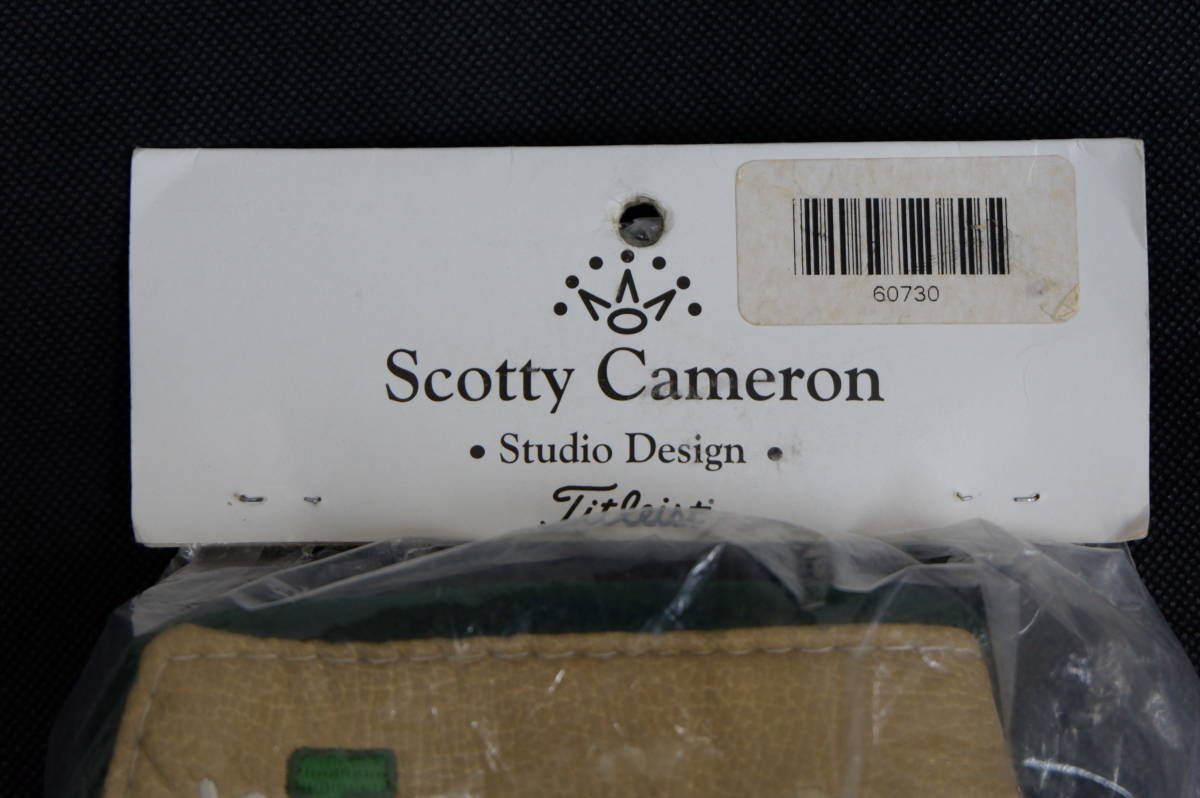 60730
Scotty Cameron
• Studio Design •
Titleist